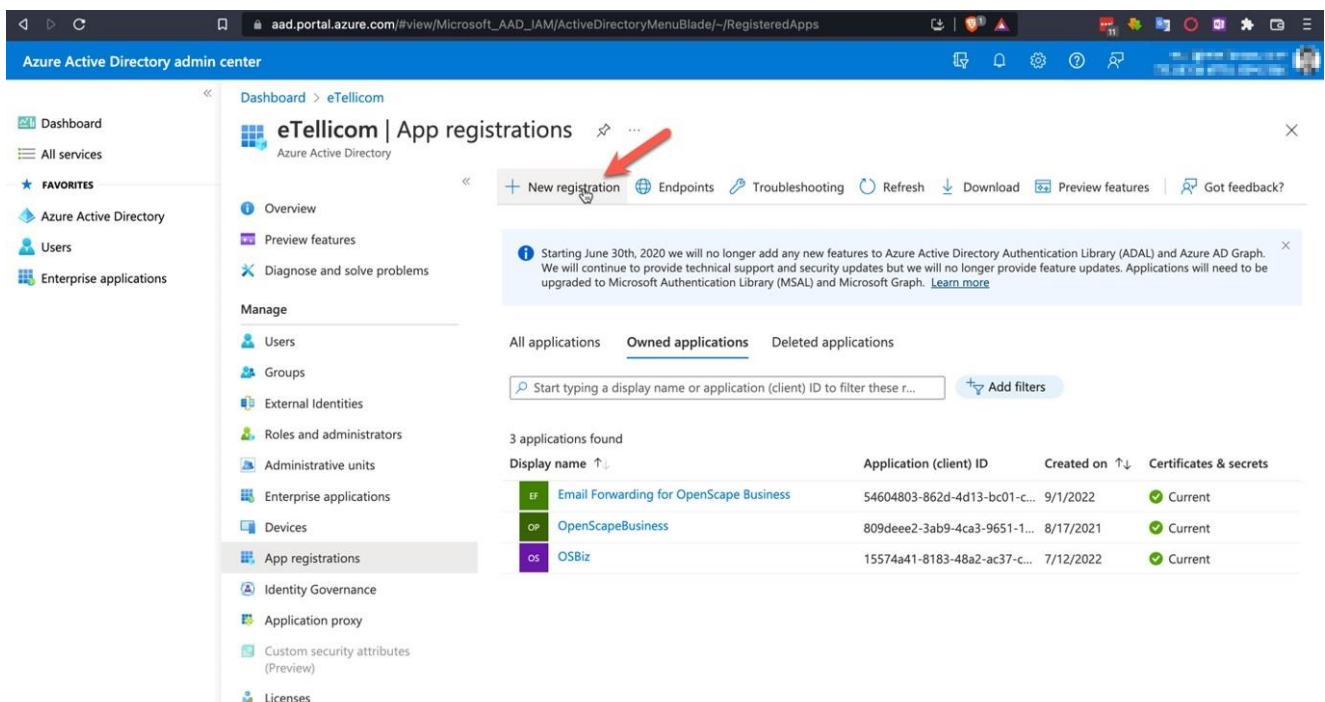 aad.portal.azure.com/#view/Microsoft_AAD_IAM/ActiveDirectoryMenuBlade/~/RegisteredApps
1
11
Azure Active Directory admin center
Dashboard
All services
FAVORITES
Azure Active Directory
Users
Enterprise applications
Dashboard > eTellicom
eTellicom | App registrations
Azure Active Directory
Overview
Preview features
Diagnose and solve problems
Manage
Users
Groups
External Identities
Roles and administrators
Administrative units
Enterprise applications
Devices
App registrations
Identity Governance
Application proxy
Custom security attributes
(Preview)
Licenses
New registration Endpoints Troubleshooting Refresh Download Preview features Got feedback?
Starting June 30th, 2020 we will no longer add any new features to Azure Active Directory Authentication Library (ADAL) and Azure AD Graph.
We will continue to provide technical support and security updates but we will no longer provide feature updates. Applications will need to be
upgraded to Microsoft Authentication Library (MSAL) and Microsoft Graph. Learn more
All applications Owned applications Deleted applications
Start typing a display name or application (client) ID to filter these r... Add filters
3 applications found
Display name Application (client) ID Created on Certificates & secrets
EF Email Forwarding for OpenScape Business 54604803-862d-4d13-bc01-c... 9/1/2022 Current
OP OpenScapeBusiness 809deee2-3ab9-4ca3-9651-1... 8/17/2021 Current
OS OSBiz 15574a41-8183-48a2-ac37-c... 7/12/2022 Current